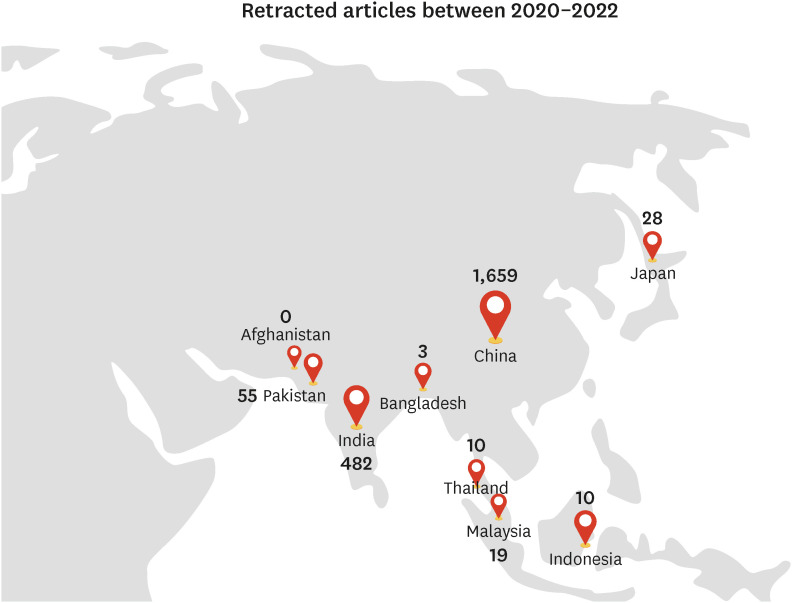 Retracted articles between 2020–2022
28
Japan
1,659
China
0
Afghanistan
3
Bangladesh
55 Pakistan
India
482
10
Thailand
Malaysia
19
10
Indonesia